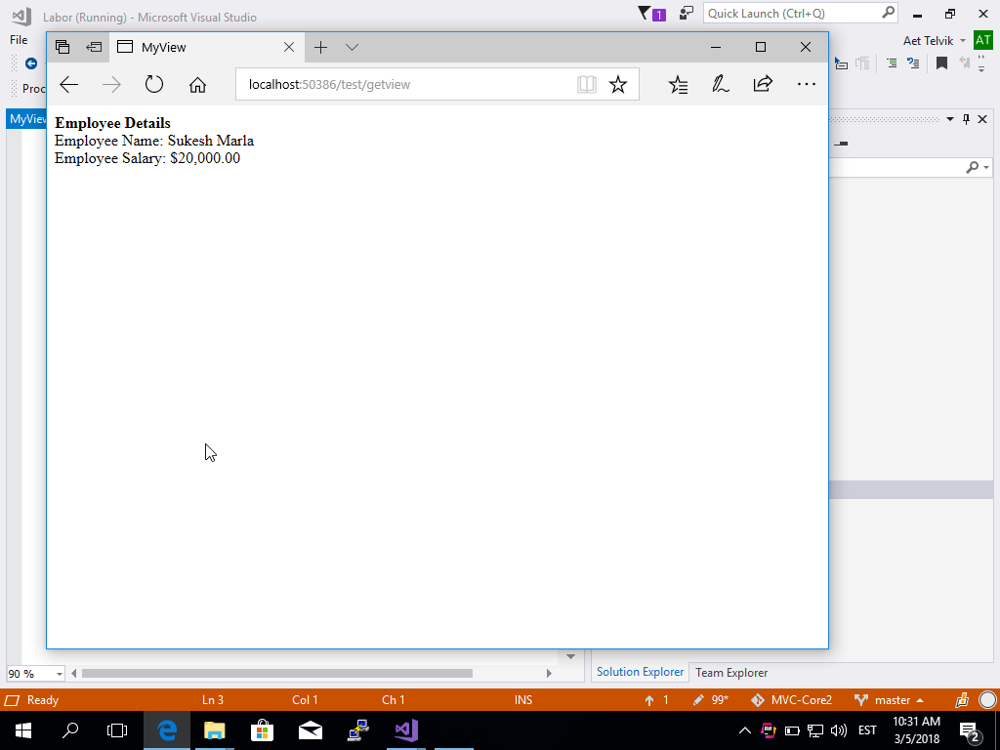 Labor (Running) - Microsoft Visual Studio
1
Quick Launch (Ctrl+Q)
File
MyView
Aet Telvik
AT
localhost:50386/test/getview
Proc
MyView
Employee Details
Employee Name: Sukesh Marla
Employee Salary: $20,000.00
90 %
Solution Explorer
Team Explorer
Ready
Ln 3
Col 1
Ch 1
INS
1
99*
MVC-Core2
master
EST
10:31 AM
3/5/2018
2